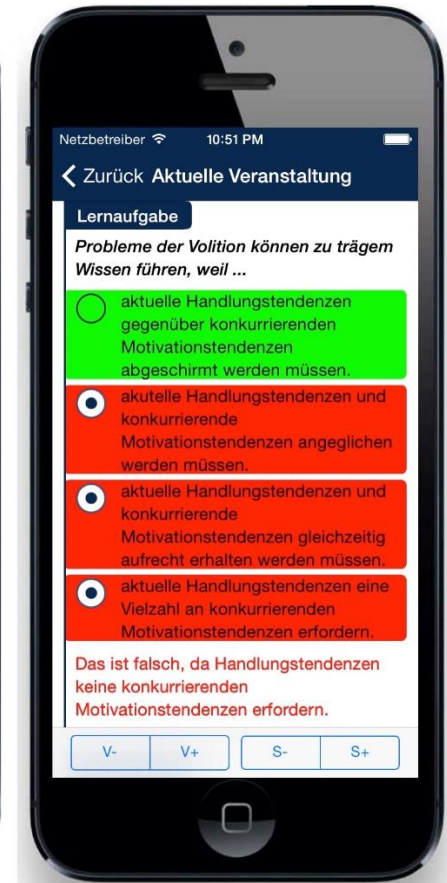 Netzbetreiber 10:51 PM
Zurück Aktuelle Veranstaltung
Lernaufgabe
Probleme der Volition können zu trägem
Wissen führen, weil ...
aktuelle Handlungstendenzen
gegenüber konkurrierenden
Motivationstendenzen
abgeschirmt werden müssen.
akutelle Handlungstendenzen und
konkurrierende
Motivationstendenzen angeglichen
werden müssen.
aktuelle Handlungstendenzen und
konkurrierende
Motivationstendenzen gleichzeitig
aufrecht erhalten werden müssen.
aktuelle Handlungstendenzen eine
Vielzahl an konkurrierenden
Motivationstendenzen erfordern.
Das ist falsch, da Handlungstendenzen
keine konkurrierenden
Motivationstendenzen erfordern.
V- V+ S- S+